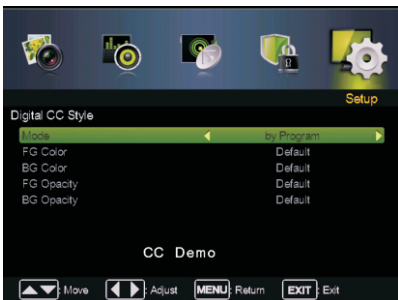 Setup
Digital CC Style
Mode by Program
FG Color Default
BG Color Default
FG Opacity Default
BG Opacity Default
CC Demo
: Move : Adjust MENU : Return EXIT : Exit